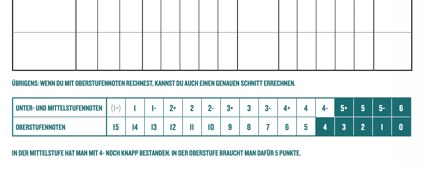 ÜBRIGENS: WENN DU MIT OBERSTUFENNOTEN RECHNEST, KANNST DU AUCH EINEN GENAUEN SCHNITT ERRECHNEN.
UNTER- UND MITTELSTUFENNOTEN (1+) 1 1- 2+ 2 2- 3+ 3 3- 4+ 4 4- 5+ 5 5- 6
OBERSTUFENNOTEN 15 14 13 12 11 10 9 8 7 6 5 4 3 2 1 0
IN DER MITTELSTUFE HAT MAN MIT 4- NOCH KNAPP BESTANDEN. IN DER OBERSTUFE BRAUCHT MAN DAFÜR 5 PUNKTE.